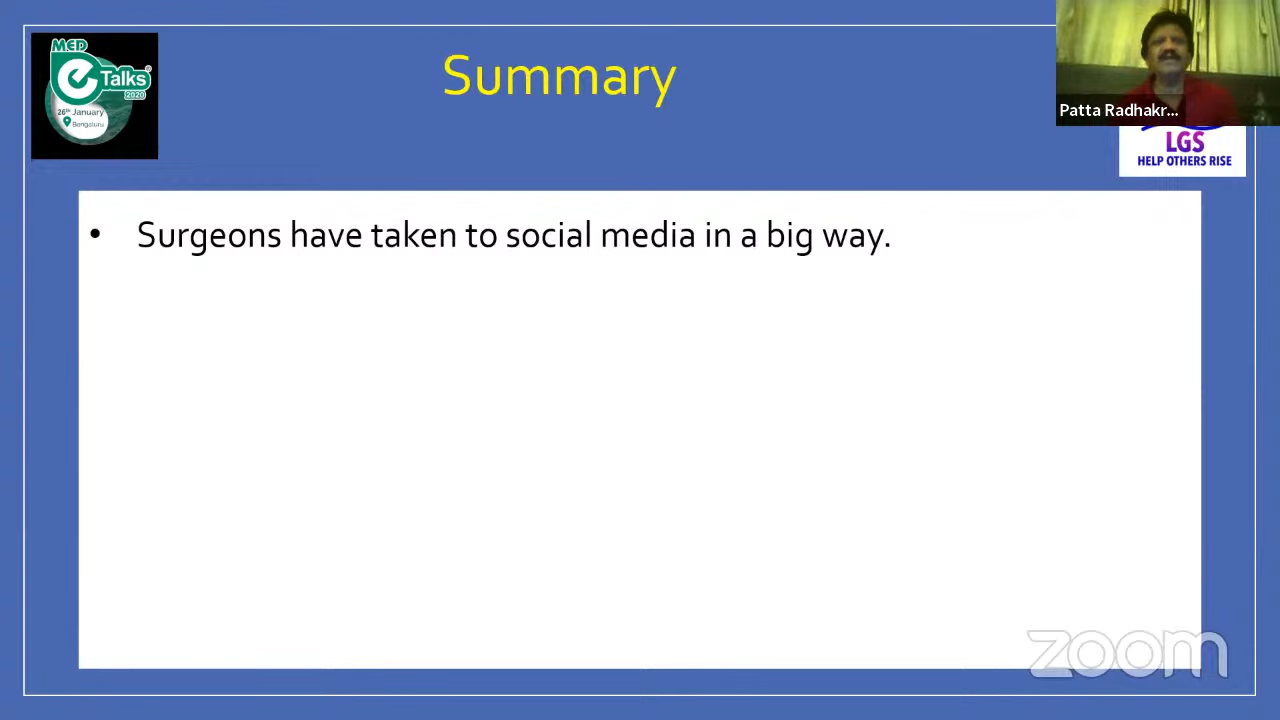 MED
e Talks
2020
26th January
Bengaluru
Summary
Patta Radhakr...
LGS
HELP OTHERS RISE
• Surgeons have taken to social media in a big way.
zoom